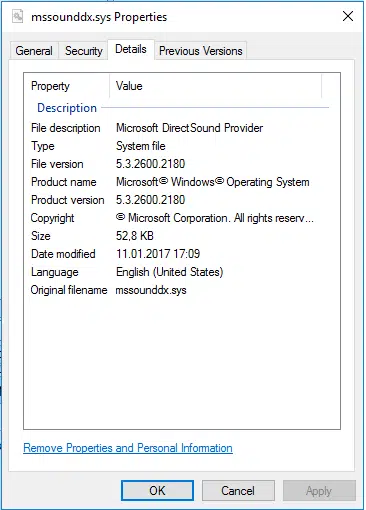 mssounddx.sys Properties
General Security Details Previous Versions
Property Value
Description
File description Microsoft DirectSound Provider
Type System file
File version 5.3.2600.2180
Product name Microsoft® Windows® Operating System
Product version 5.3.2600.2180
Copyright © Microsoft Corporation. All rights reserv...
Size 52,8 KB
Date modified 11.01.2017 17:09
Language English (United States)
Original filename mssounddx.sys
Remove Properties and Personal Information
OK Cancel Apply